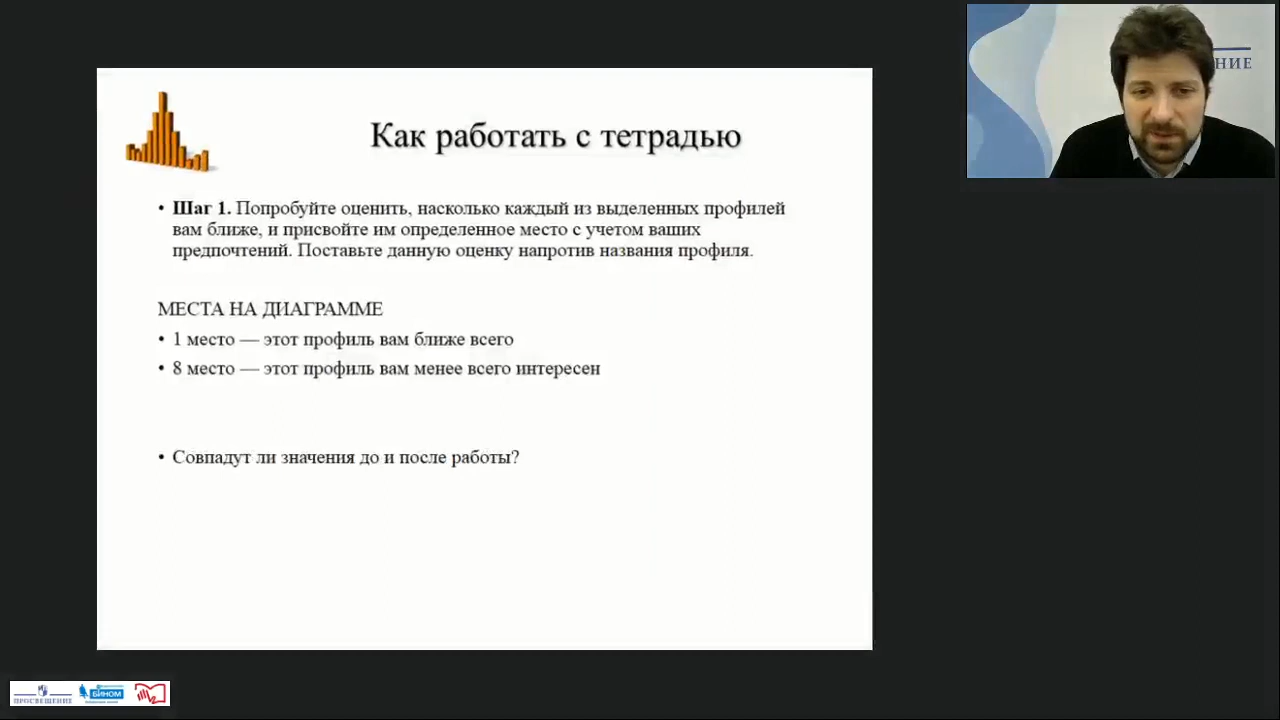 НИЕ
Как работать с тетрадью
• Шаг 1. Попробуйте оценить, насколько каждый из выделенных профилей
вам ближе, и присвойте им определенное место с учетом ваших
предпочтений. Поставьте данную оценку напротив названия профиля.
МЕСТА НА ДИАГРАММЕ
• 1 место — этот профиль вам ближе всего
• 8 место — этот профиль вам менее всего интересен
• Совпадут ли значения до и после работы?
ПРОСВЕЩЕНИЕ
БИНОМ